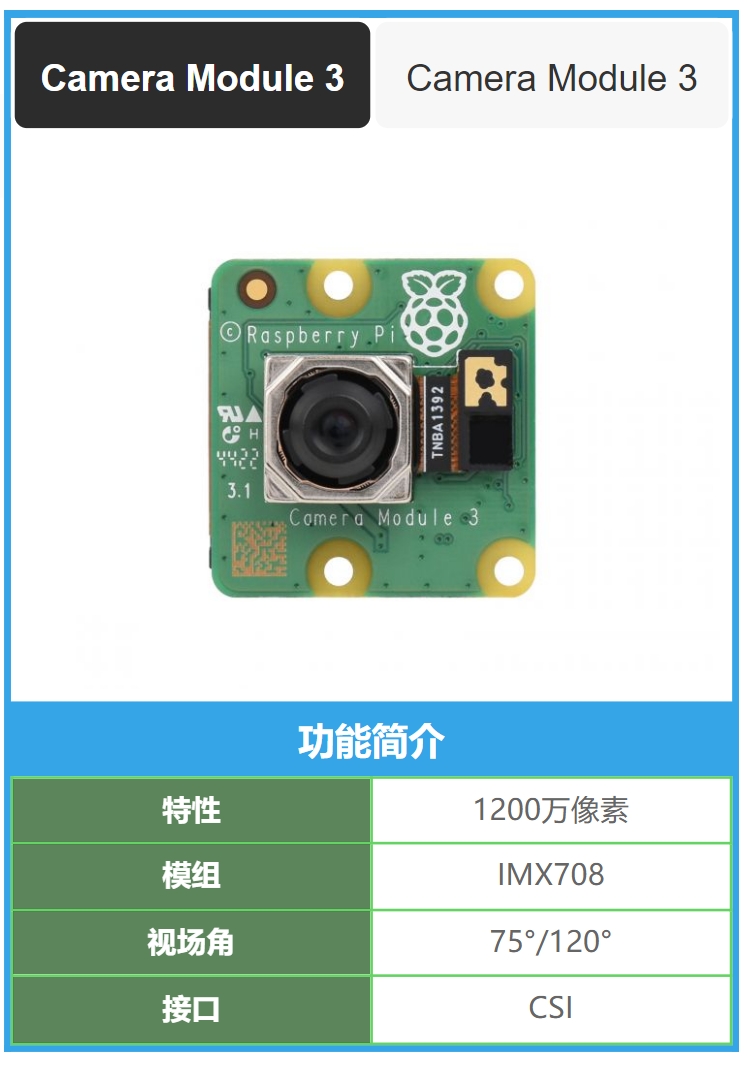 Camera Module 3
Camera Module 3
©Raspberry Pi
TNBA1392
3.1
Camera Module 3
功能简介
特性 1200万像素
模组 IMX708
视场角 75°/120°
接口 CSI